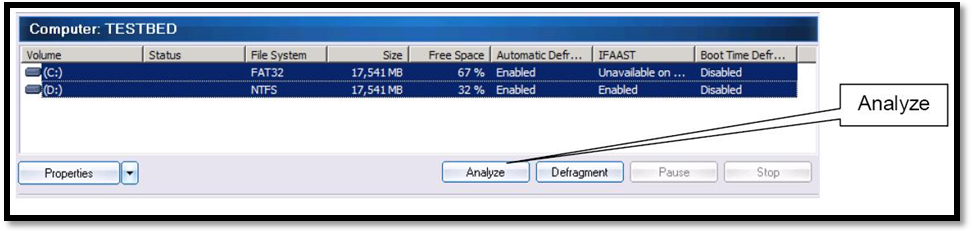 Computer: TESTBED
Volume Status File System Size Free Space Automatic Defr... IFAAST Boot Time Defr...
(C:) FAT32 17,541 MB 67 % Enabled Unavailable on ... Disabled
(D:) NTFS 17,541 MB 32 % Enabled Enabled Disabled
Analyze
Properties Analyze Defragment Pause Stop